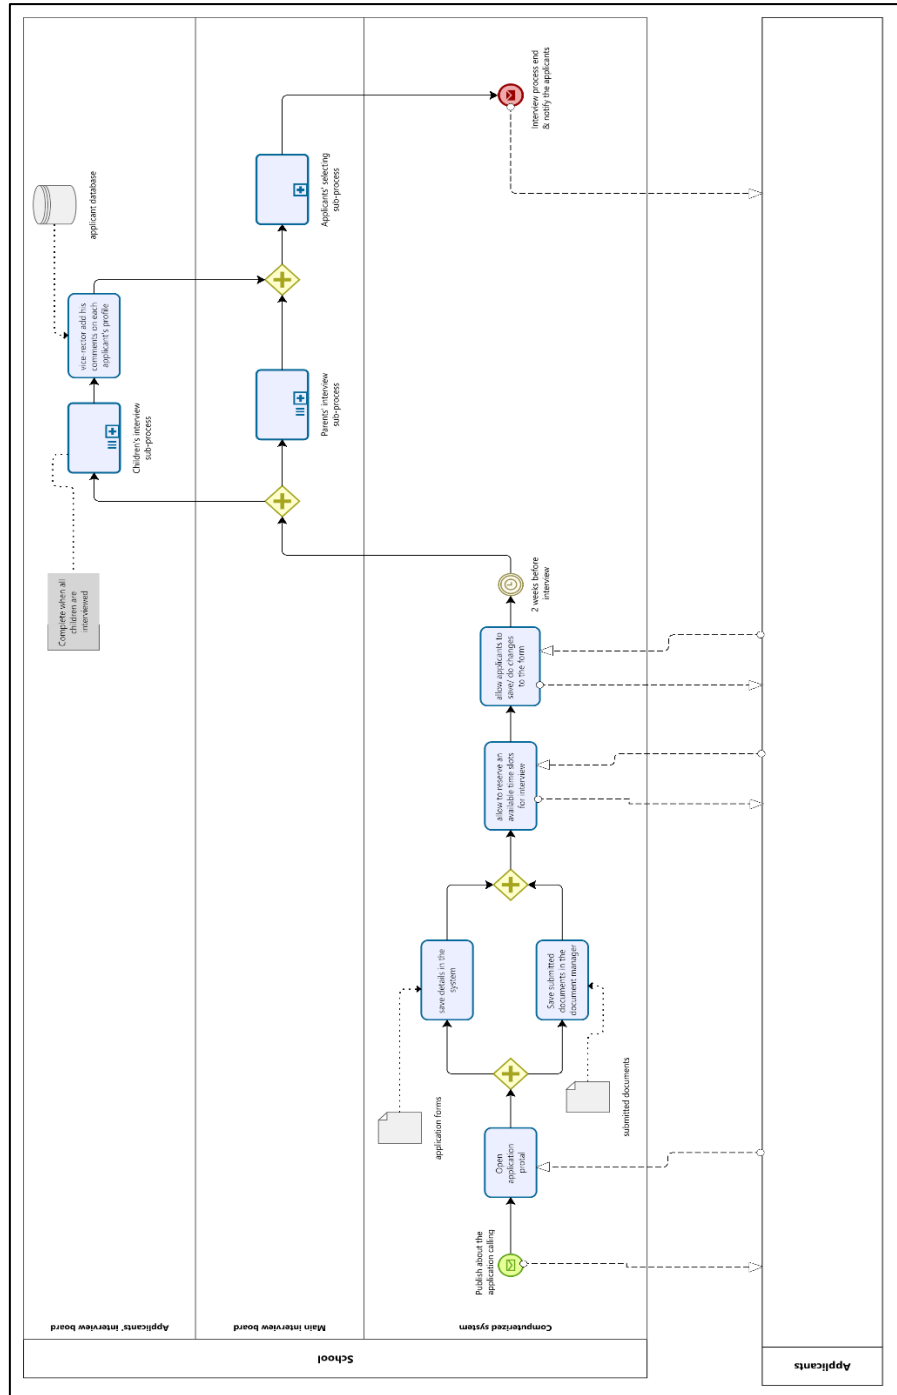 School
Applicants' interview board
Main interview board
Computerized system
Applicants
Publish about the
application calling
Open
application
protal
application forms
submitted documents
save details in the
system
Save submitted
documents in the
document manager
allow to reserve an
available time slots
for interview
allow applicants to
save/ do changes
to the form
2 weeks before
interview
Complete when all
children are
interviewed
Children's interview
sub-process
Parents' interview
sub-process
vice-rector add his
comments on each
applicant's profile
applicant database
Applicants' selecting
sub-process
Interview process end
& notify the applicants